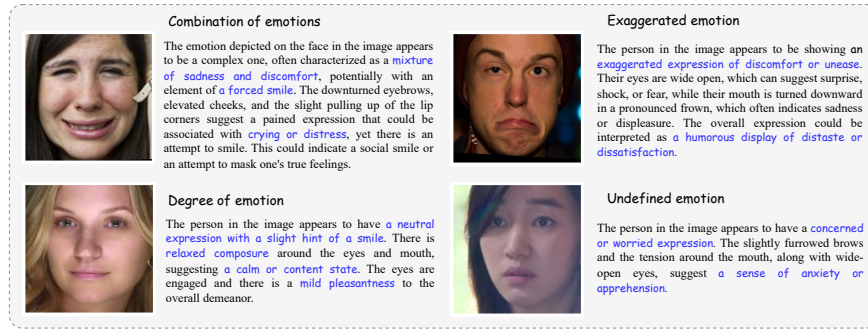 Combination of emotions
The emotion depicted on the face in the image appears
to be a complex one, often characterized as a mixture
of sadness and discomfort, potentially with an
element of a forced smile. The downturned eyebrows,
elevated cheeks, and the slight pulling up of the lip
corners suggest a pained expression that could be
associated with crying or distress, yet there is an
attempt to smile. This could indicate a social smile or
an attempt to mask one's true feelings.
Exaggerated emotion
The person in the image appears to be showing an
exaggerated expression of discomfort or unease.
Their eyes are wide open, which can suggest surprise,
shock, or fear, while their mouth is turned downward
in a pronounced frown, which often indicates sadness
or displeasure. The overall expression could be
interpreted as a humorous display of distaste or
dissatisfaction.
Degree of emotion
The person in the image appears to have a neutral
expression with a slight hint of a smile. There is
relaxed composure around the eyes and mouth,
suggesting a calm or content state. The eyes are
engaged and there is a mild pleasantness to the
overall demeanor.
Undefined emotion
The person in the image appears to have a concerned
or worried expression. The slightly furrowed brows
and the tension around the mouth, along with wide-
open eyes, suggest a sense of anxiety or
apprehension.